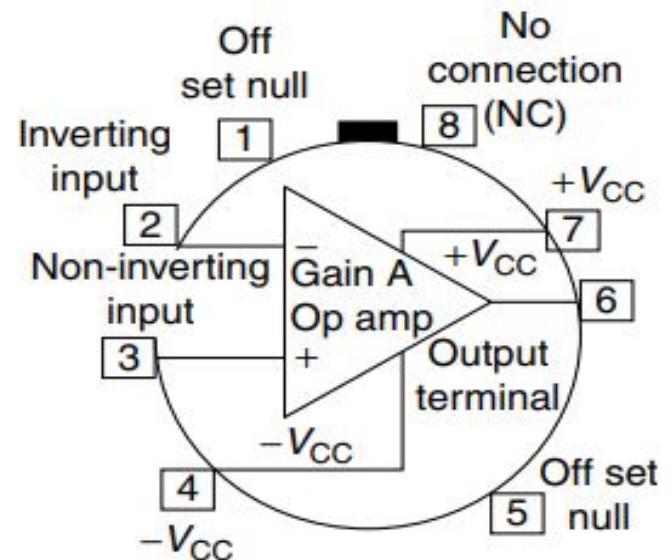 Off
set null
1
No
connection
(NC)
8
Inverting
input
2
+VCC
7
Non-inverting
input
3
−
Gain A
Op amp
+
+VCC
6
Output
terminal
−VCC
4
−VCC
Off set
null
5